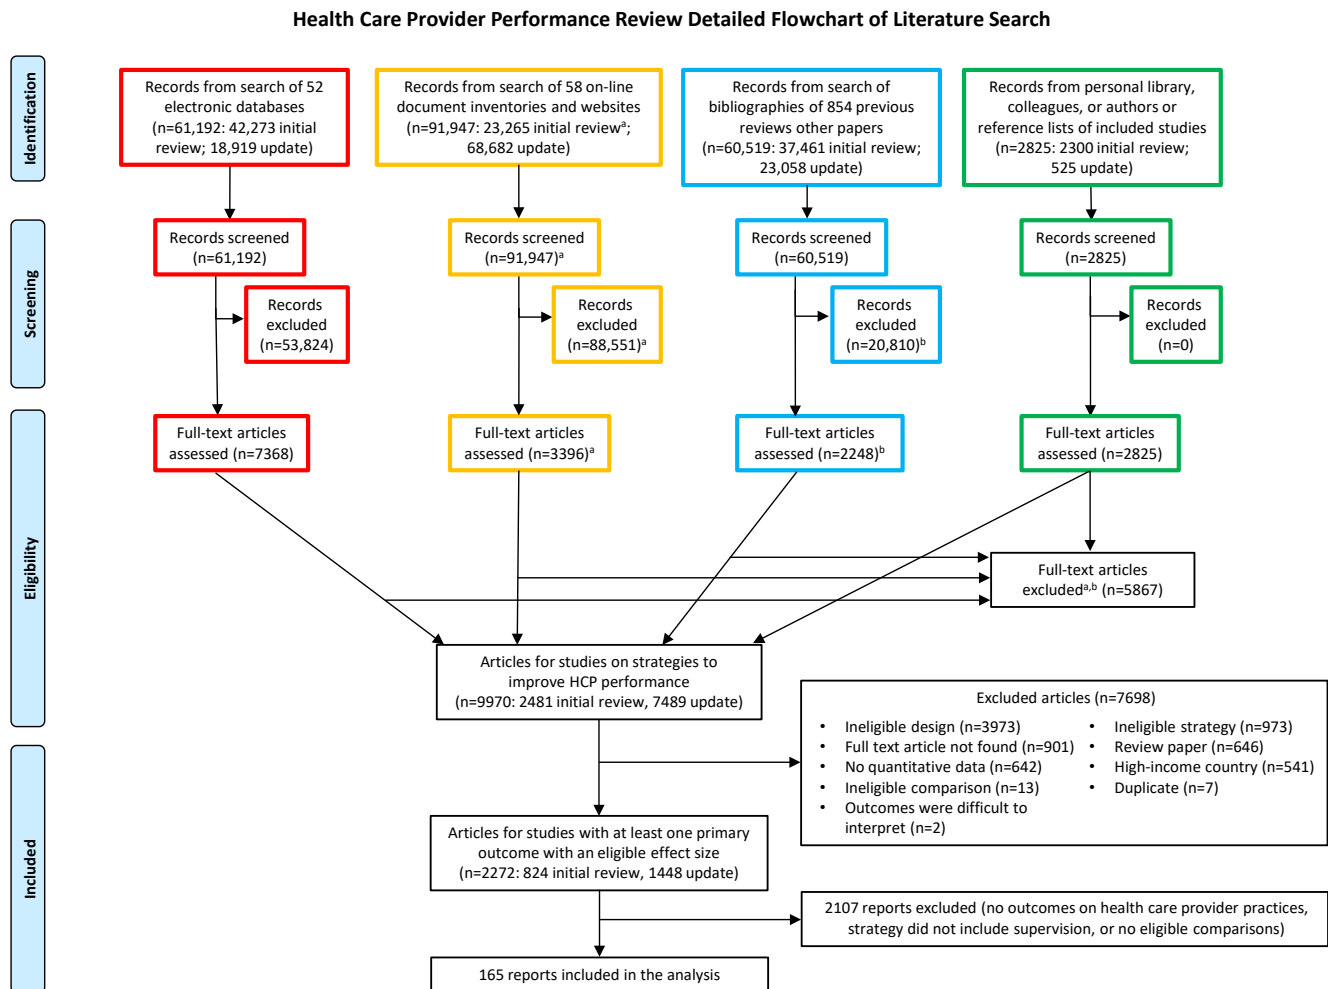 Health Care Provider Performance Review Detailed Flowchart of Literature Search
Identification
Records from search of 52
electronic databases
(n=61,192: 42,273 initial
review; 18,919 update)
Records from search of 58 on-line
document inventories and websites
(n=91,947: 23,265 initial reviewᵃ;
68,682 update)
Records from search of
bibliographies of 854 previous
reviews other papers
(n=60,519: 37,461 initial review;
23,058 update)
Records from personal library,
colleagues, or authors or
reference lists of included studies
(n=2825: 2300 initial review;
525 update)
Screening
Records screened
(n=61,192)
Records screened
(n=91,947)ᵃ
Records screened
(n=60,519)
Records screened
(n=2825)
Records
excluded
(n=53,824)
Records
excluded
(n=88,551)ᵃ
Records
excluded
(n=20,810)ᵇ
Records
excluded
(n=0)
Eligibility
Full-text articles
assessed (n=7368)
Full-text articles
assessed (n=3396)ᵃ
Full-text articles
assessed (n=2248)ᵇ
Full-text articles
assessed (n=2825)
Full-text articles
excludedᵃ,ᵇ (n=5867)
Articles for studies on strategies to
improve HCP performance
(n=9970: 2481 initial review, 7489 update)
Excluded articles (n=7698)
• Ineligible design (n=3973)
• Full text article not found (n=901)
• No quantitative data (n=642)
• Ineligible comparison (n=13)
• Outcomes were difficult to
interpret (n=2)
• Ineligible strategy (n=973)
• Review paper (n=646)
• High-income country (n=541)
• Duplicate (n=7)
Included
Articles for studies with at least one primary
outcome with an eligible effect size
(n=2272: 824 initial review, 1448 update)
2107 reports excluded (no outcomes on health care provider practices,
strategy did not include supervision, or no eligible comparisons)
165 reports included in the analysis